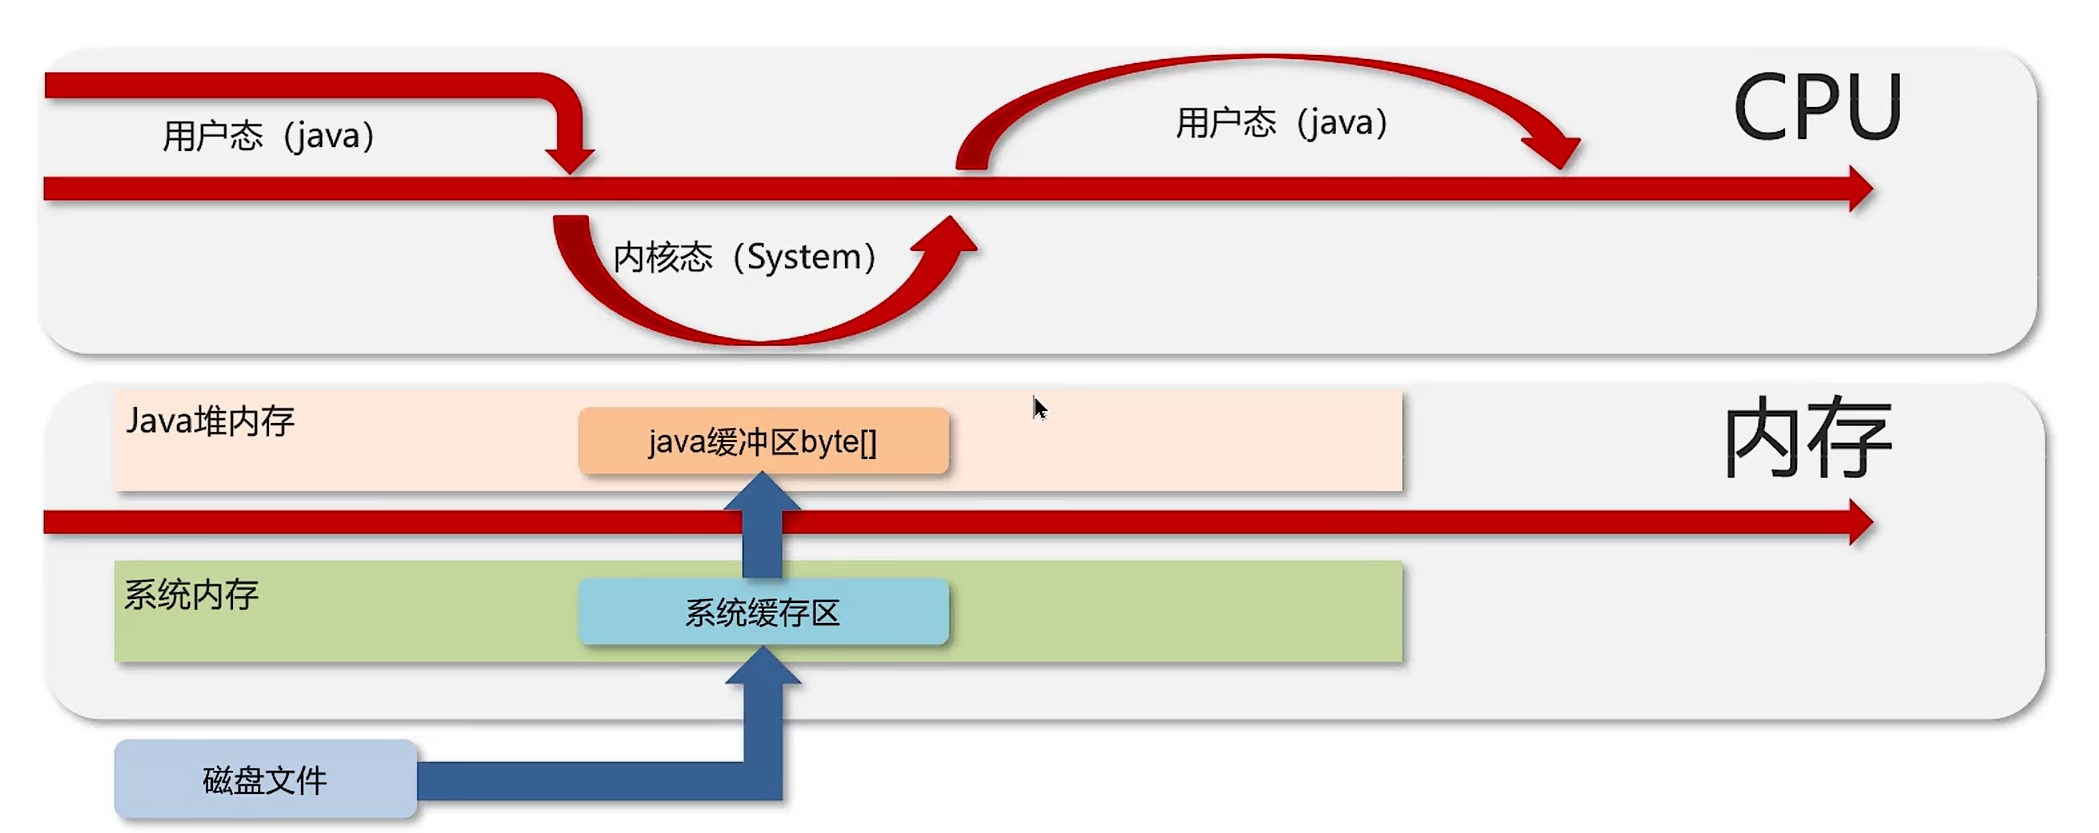 CPU
用户态（java）
用户态（java）
内核态（System）
内存
Java堆内存
java缓冲区byte[]
系统内存
系统缓存区
磁盘文件